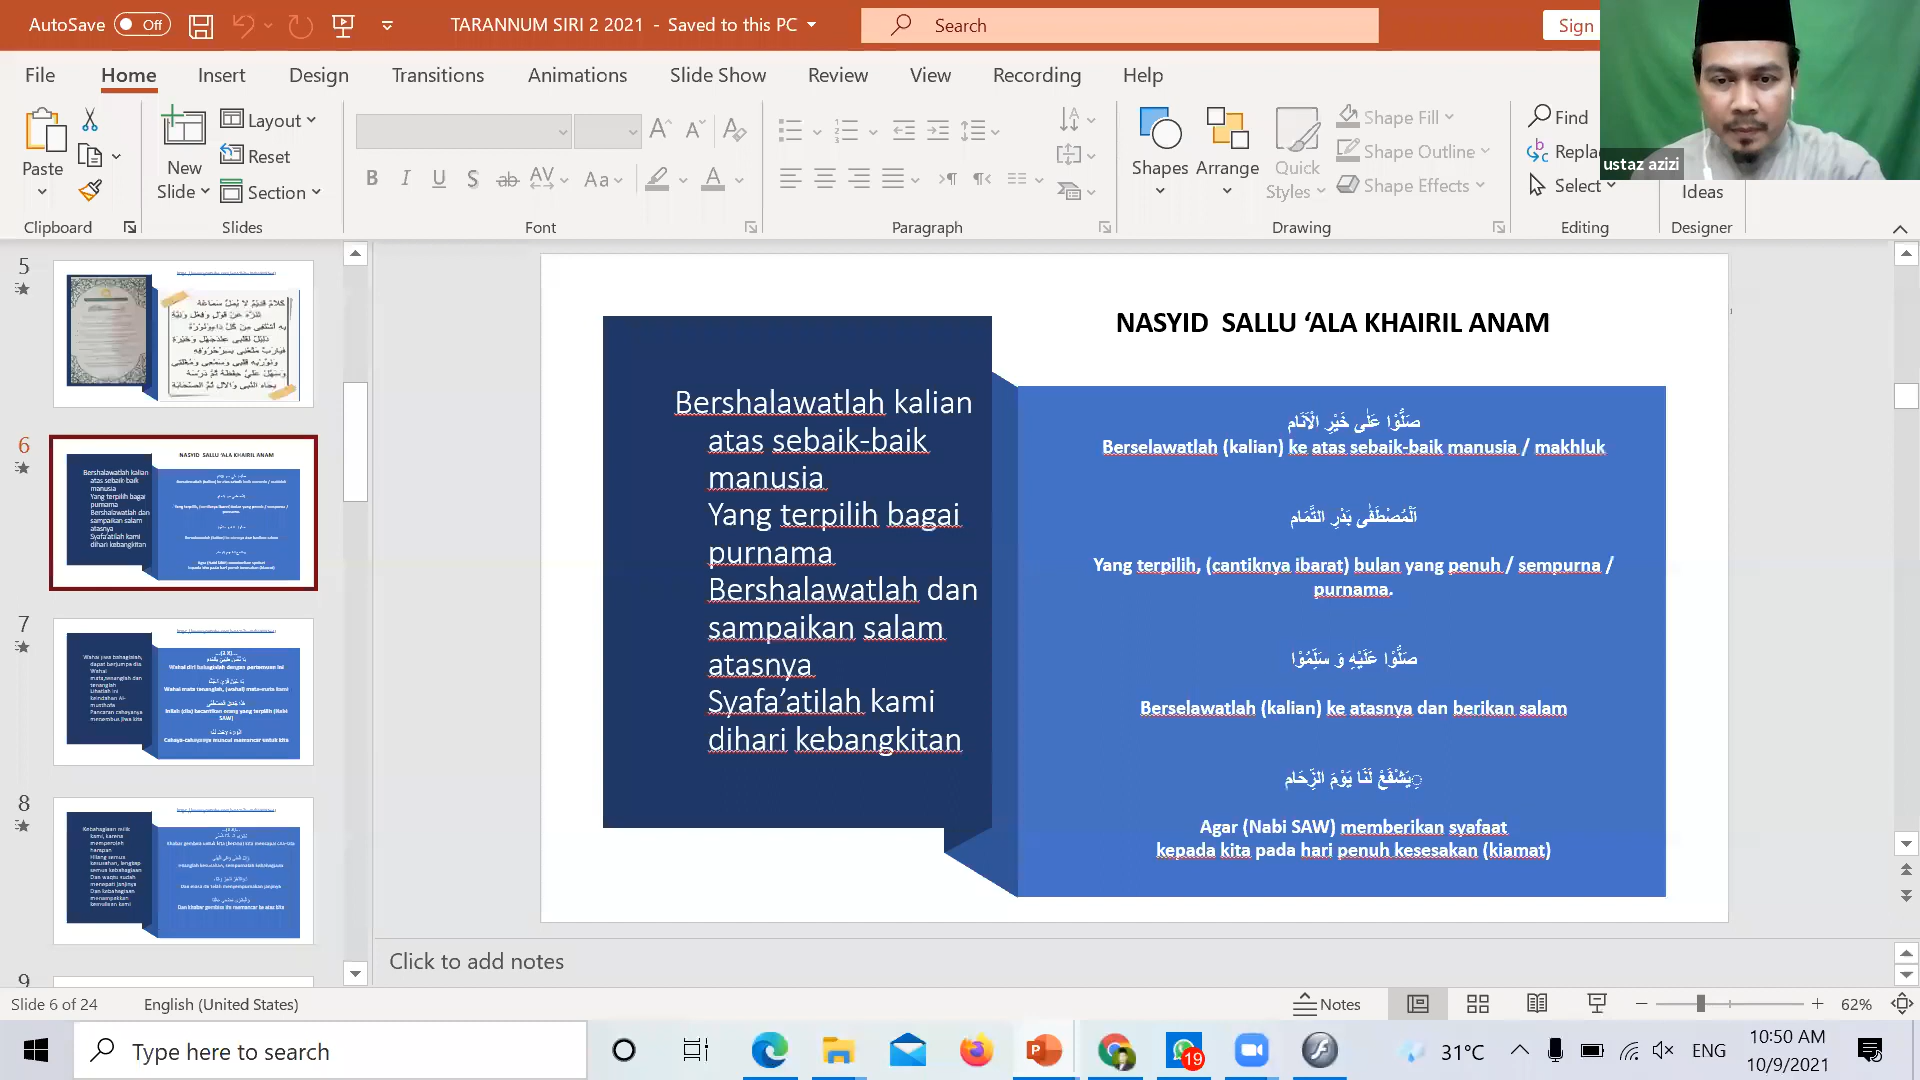 AutoSave Off TARANNUM SIRI 2 2021 - Saved to this PC Search Sign
File Home Insert Design Transitions Animations Slide Show Review View Recording Help
Paste
New Slide
Layout
Reset
Section
Shapes Arrange Quick Styles
Shape Fill
Shape Outline
Shape Effects
Find
Repla
Select
Ideas
ustaz azizi
Clipboard Slides Font Paragraph Drawing Editing Designer
5
6
7
8
9
NASYID SALLU ‘ALA KHAIRIL ANAM
Bershalawatlah kalian
atas sebaik-baik
manusia
Yang terpilih bagai
purnama
Bershalawatlah dan
sampaikan salam
atasnya
Syafa’atilah kami
dihari kebangkitan
صَلُّوْا عَلٰى خَيْرِ الْاَنَام
Berselawatlah (kalian) ke atas sebaik-baik manusia / makhluk
اَلْمُصْطَفٰى بَدْرِ التَّمَام
Yang terpilih, (cantiknya ibarat) bulan yang penuh / sempurna /
purnama.
صَلُّوْا عَلَيْهِ وَ سَلِّمُوْا
Berselawatlah (kalian) ke atasnya dan berikan salam
يَشْفَعْ لَنَا يَوْمَ الزِّحَام
Agar (Nabi SAW) memberikan syafaat
kepada kita pada hari penuh kesesakan (kiamat)
Click to add notes
Slide 6 of 24 English (United States) Notes 62%
Type here to search 19 31°C ENG 10:50 AM
10/9/2021